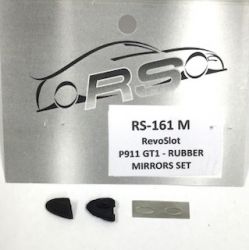 RS
RS-161 M
RevoSlot
P911 GT1 - RUBBER
MIRRORS SET